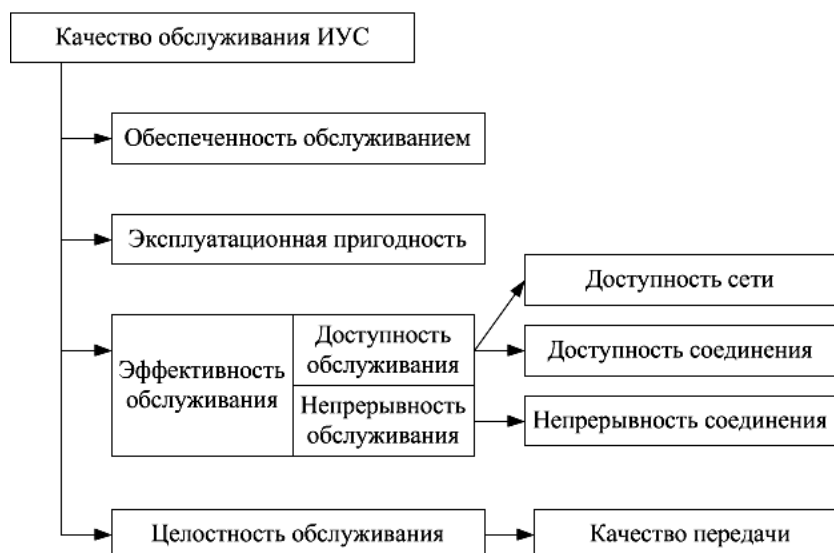 Качество обслуживания ИУС
Обеспеченность обслуживанием
Эксплуатационная пригодность
Эффективность
обслуживания
Доступность
обслуживания
Непрерывность
обслуживания
Доступность сети
Доступность соединения
Непрерывность соединения
Целостность обслуживания
Качество передачи